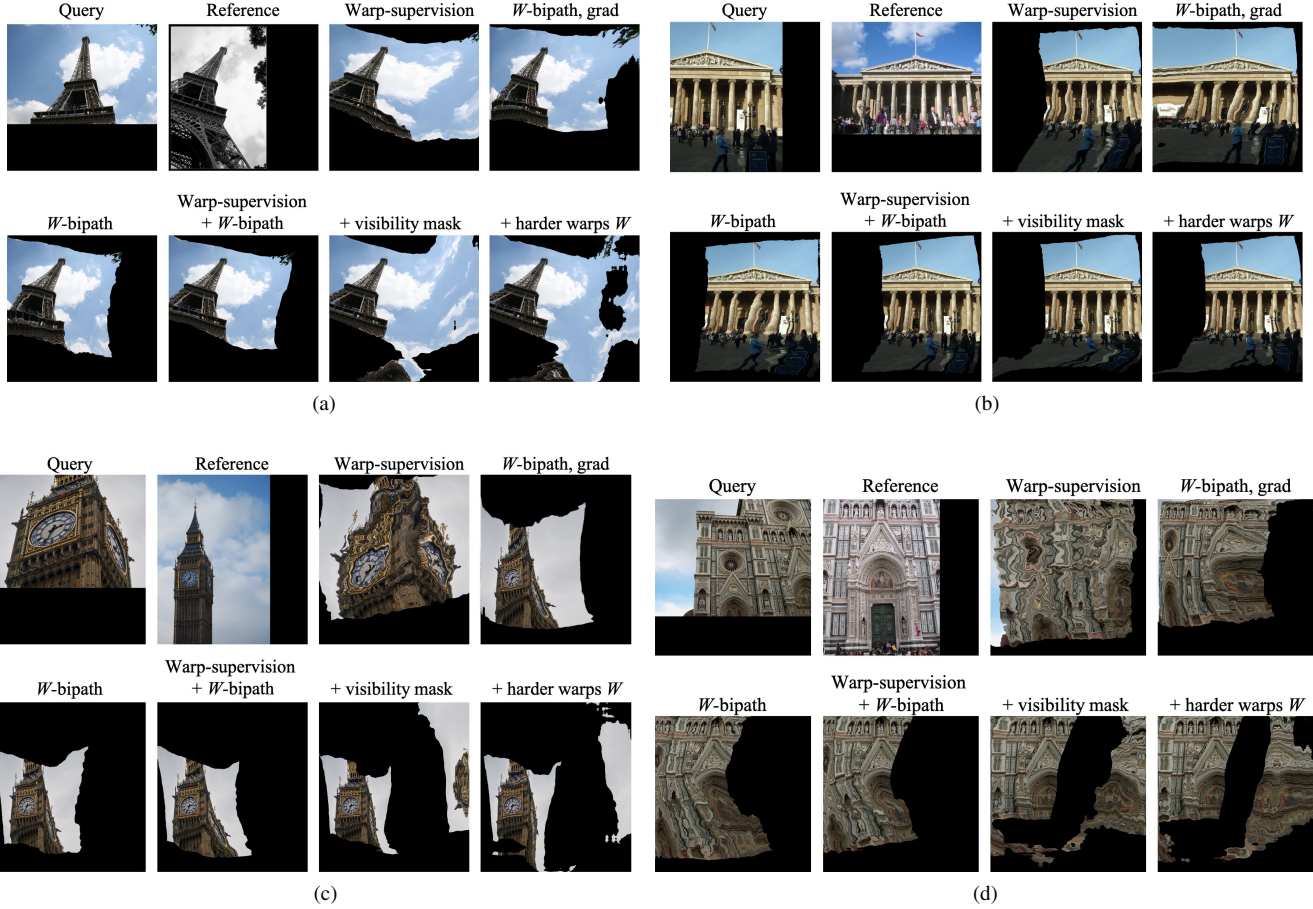 Query Reference Warp-supervision W-bipath, grad
W-bipath Warp-supervision + W-bipath + visibility mask + harder warps W
(a)
Query Reference Warp-supervision W-bipath, grad
W-bipath Warp-supervision + W-bipath + visibility mask + harder warps W
(b)
Query Reference Warp-supervision W-bipath, grad
W-bipath Warp-supervision + W-bipath + visibility mask + harder warps W
(c)
Query Reference Warp-supervision W-bipath, grad
W-bipath Warp-supervision + W-bipath + visibility mask + harder warps W
(d)